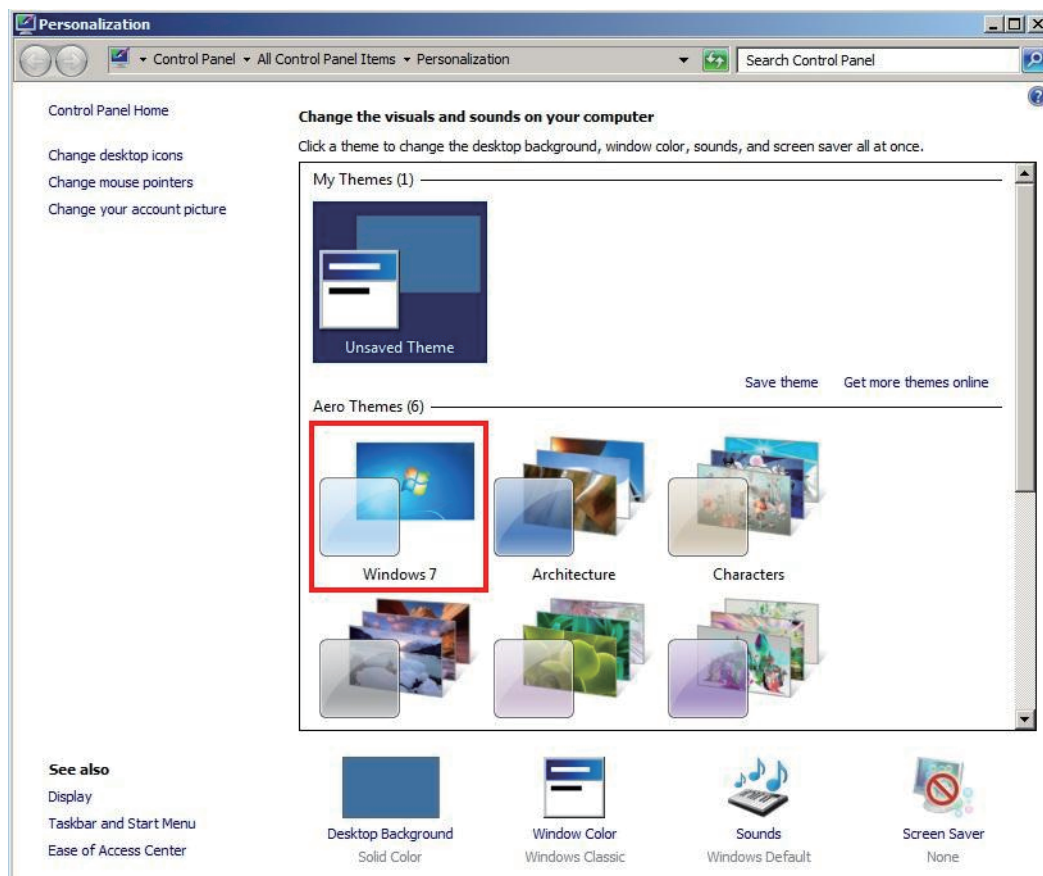 Personalization
Control Panel All Control Panel Items Personalization Search Control Panel
Control Panel Home
Change desktop icons
Change mouse pointers
Change your account picture
Change the visuals and sounds on your computer
Click a theme to change the desktop background, window color, sounds, and screen saver all at once.
My Themes (1)
Unsaved Theme
Save theme Get more themes online
Aero Themes (6)
Windows 7 Architecture Characters
See also
Display
Taskbar and Start Menu
Ease of Access Center
Desktop Background Window Color Sounds Screen Saver
Solid Color Windows Classic Windows Default None